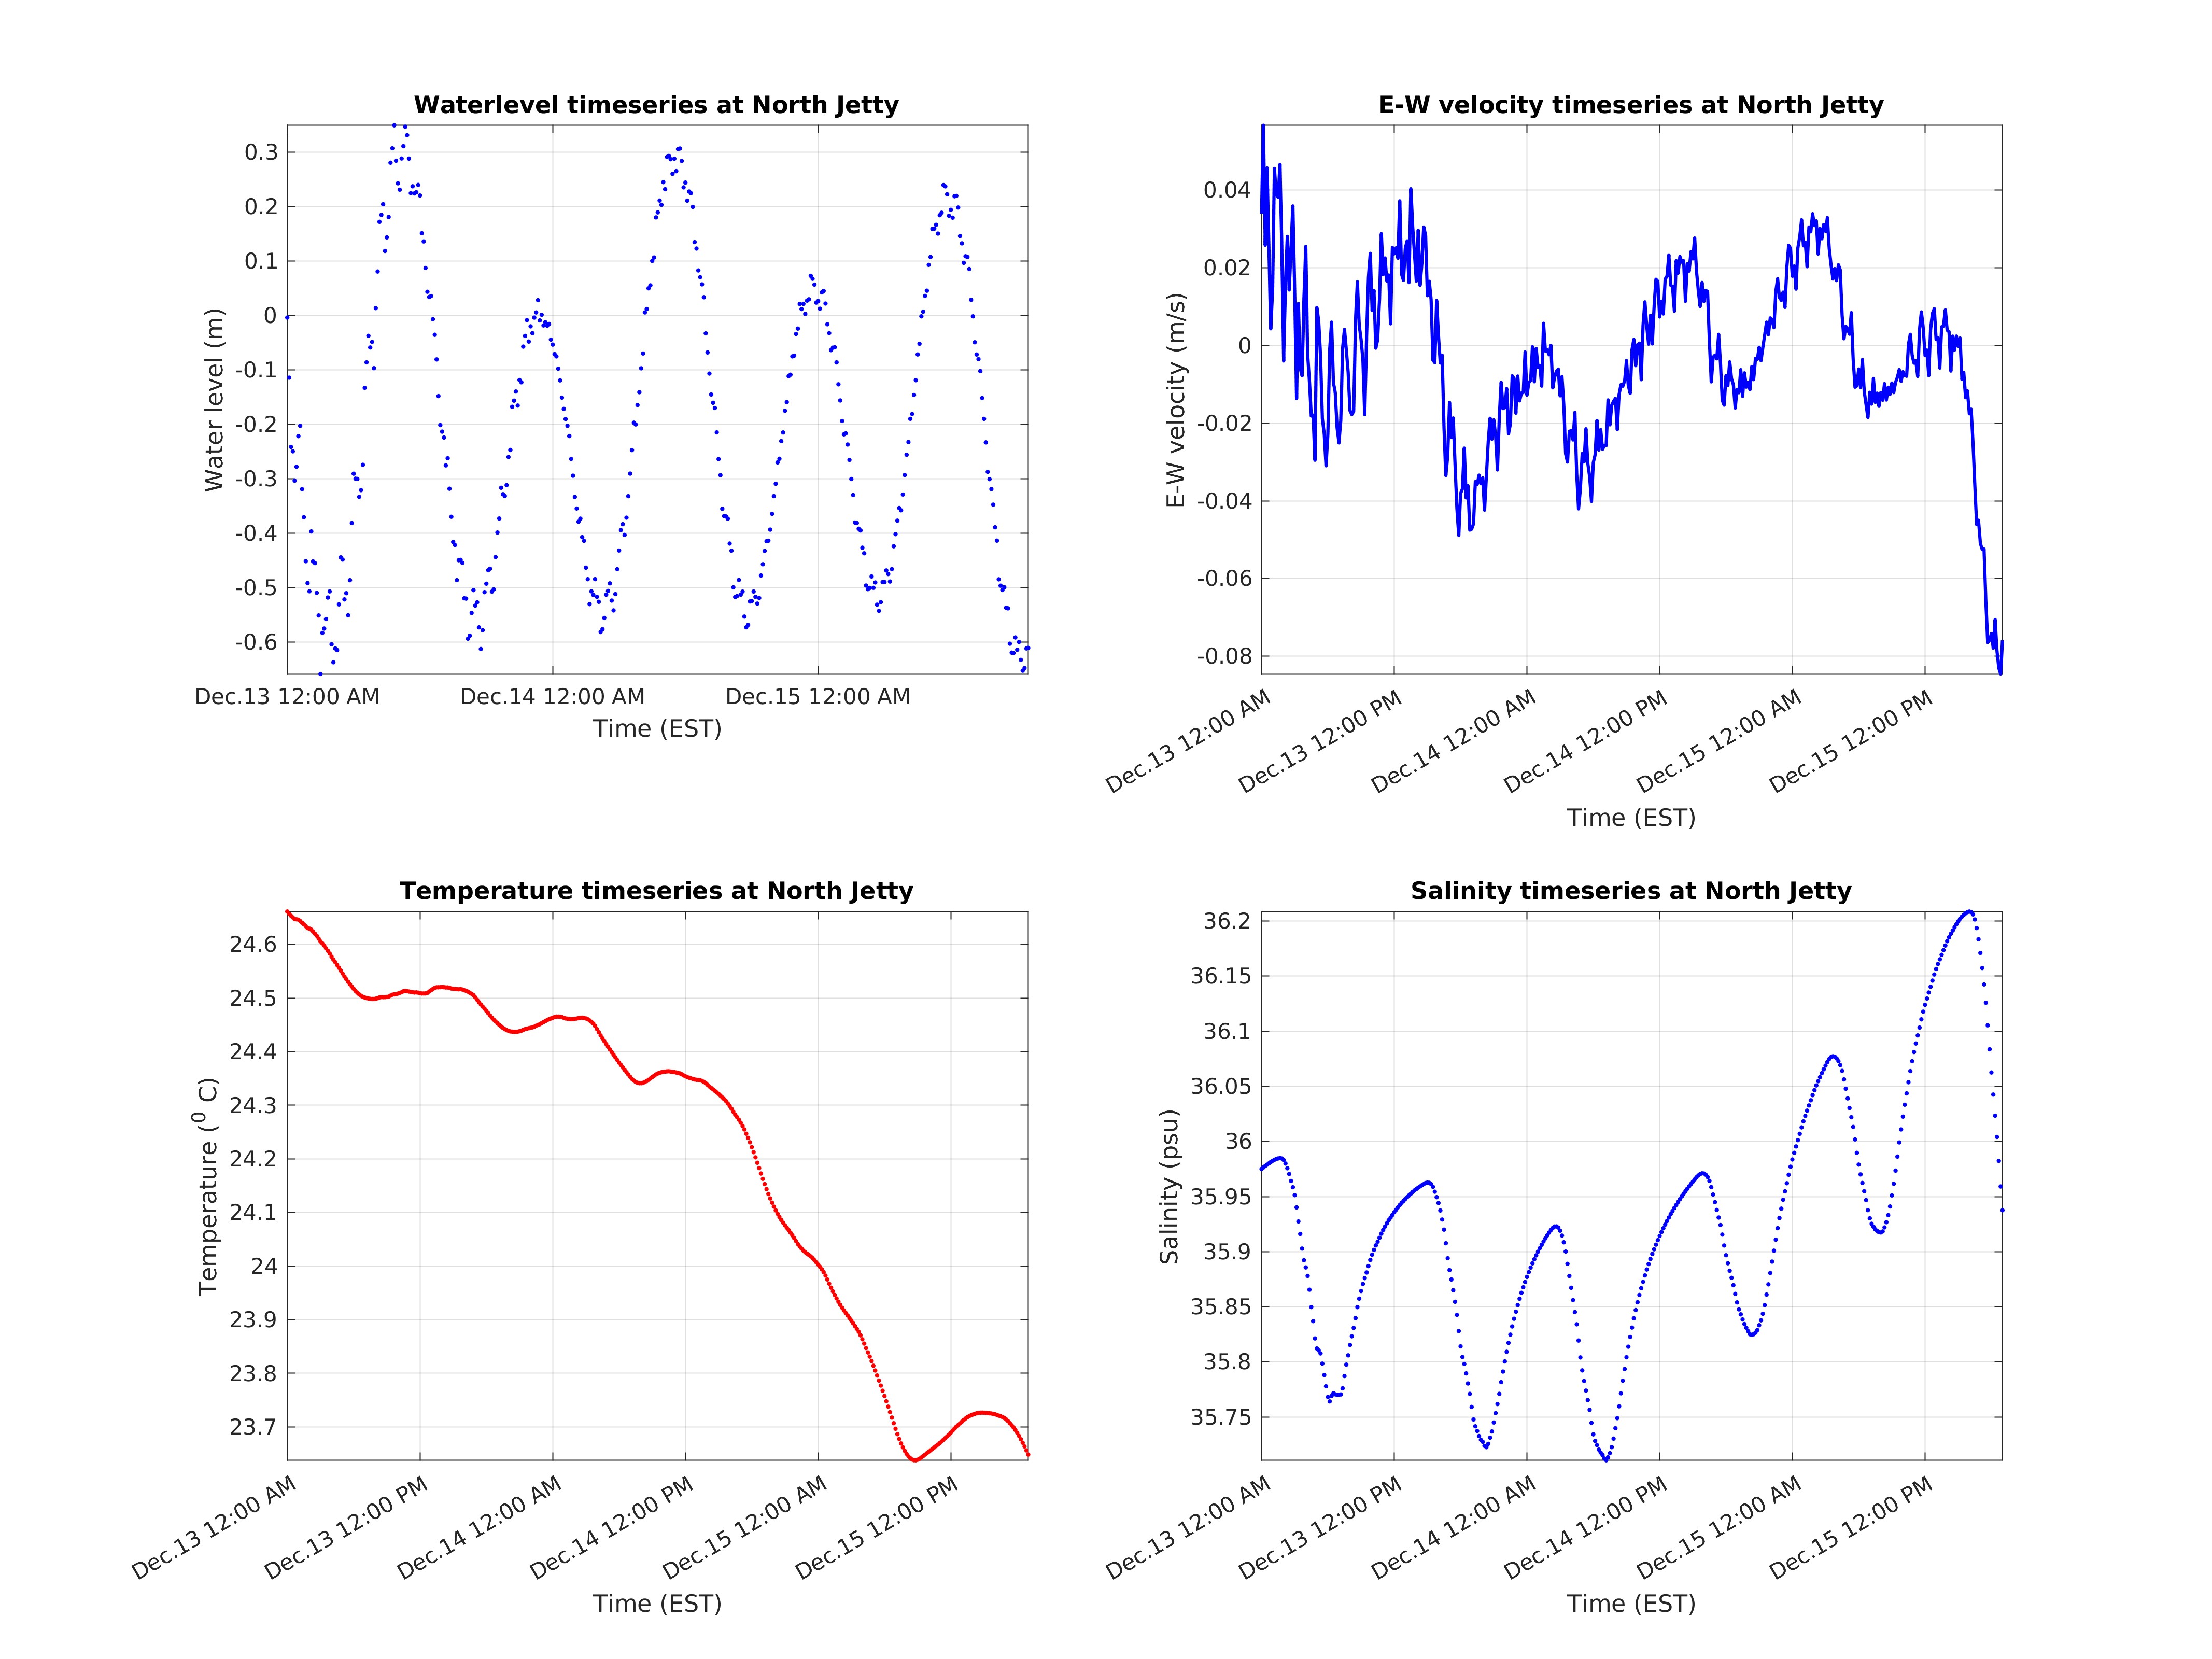 Waterlevel timeseries at North Jetty
0.3
0.2
0.1
0
-0.1
-0.2
-0.3
-0.4
-0.5
-0.6
Water level (m)
Dec.13 12:00 AM
Dec.14 12:00 AM
Dec.15 12:00 AM
Time (EST)
E-W velocity timeseries at North Jetty
0.04
0.02
0
-0.02
-0.04
-0.06
-0.08
E-W velocity (m/s)
Dec.13 12:00 AM
Dec.13 12:00 PM
Dec.14 12:00 AM
Dec.14 12:00 PM
Dec.15 12:00 AM
Dec.15 12:00 PM
Time (EST)
Temperature timeseries at North Jetty
24.6
24.5
24.4
24.3
24.2
24.1
24
23.9
23.8
23.7
Temperature (⁰ C)
Dec.13 12:00 AM
Dec.13 12:00 PM
Dec.14 12:00 AM
Dec.14 12:00 PM
Dec.15 12:00 AM
Dec.15 12:00 PM
Time (EST)
Salinity timeseries at North Jetty
36.2
36.15
36.1
36.05
36
35.95
35.9
35.85
35.8
35.75
Salinity (psu)
Dec.13 12:00 AM
Dec.13 12:00 PM
Dec.14 12:00 AM
Dec.14 12:00 PM
Dec.15 12:00 AM
Dec.15 12:00 PM
Time (EST)